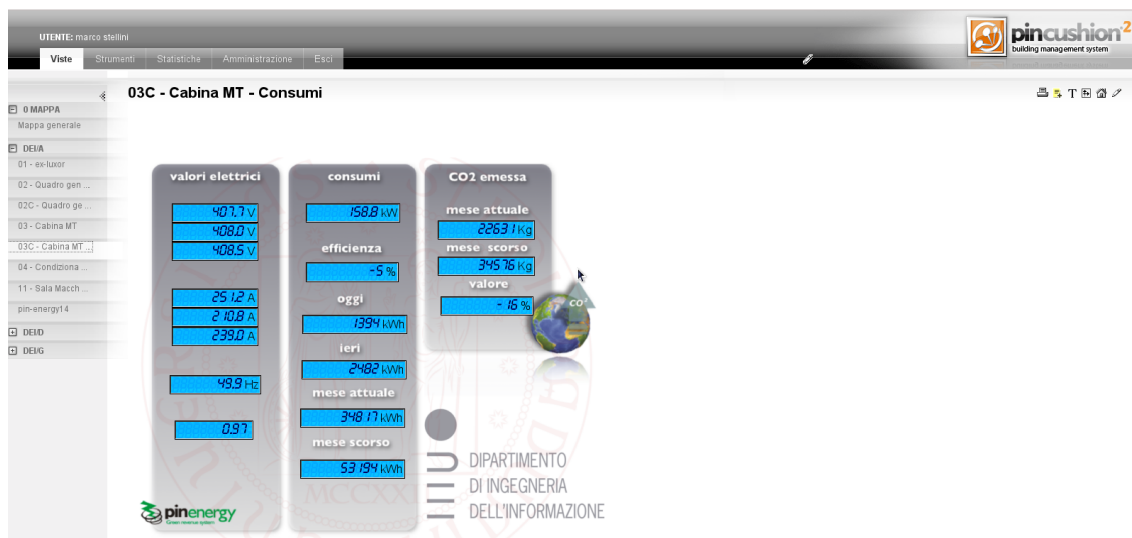 UTENTE: marco stellini
pincushion·2
building management system
Viste Strumenti Statistiche Amministrazione Esci
03C - Cabina MT - Consumi
0 MAPPA
Mappa generale
DEI/A
01 - ex-luxor
02 - Quadro gen ...
02C - Quadro ge ...
03 - Cabina MT
03C - Cabina MT ...
04 - Condiziona ...
11 - Sala Macch ...
pin-energy14
DEI/D
DEI/G
valori elettrici
407.7 V
408.0 V
408.5 V
251.2 A
210.8 A
239.0 A
49.9 Hz
0.97
pinenergy
Green revenue system
consumi
158.8 kW
efficienza
-5 %
oggi
1394 kWh
ieri
2482 kWh
mese attuale
34817 kWh
mese scorso
53194 kWh
CO2 emessa
mese attuale
22631 Kg
mese scorso
34576 Kg
valore
- 16 %
CO²
DIPARTIMENTO
DI INGEGNERIA
DELL'INFORMAZIONE
MCCXX